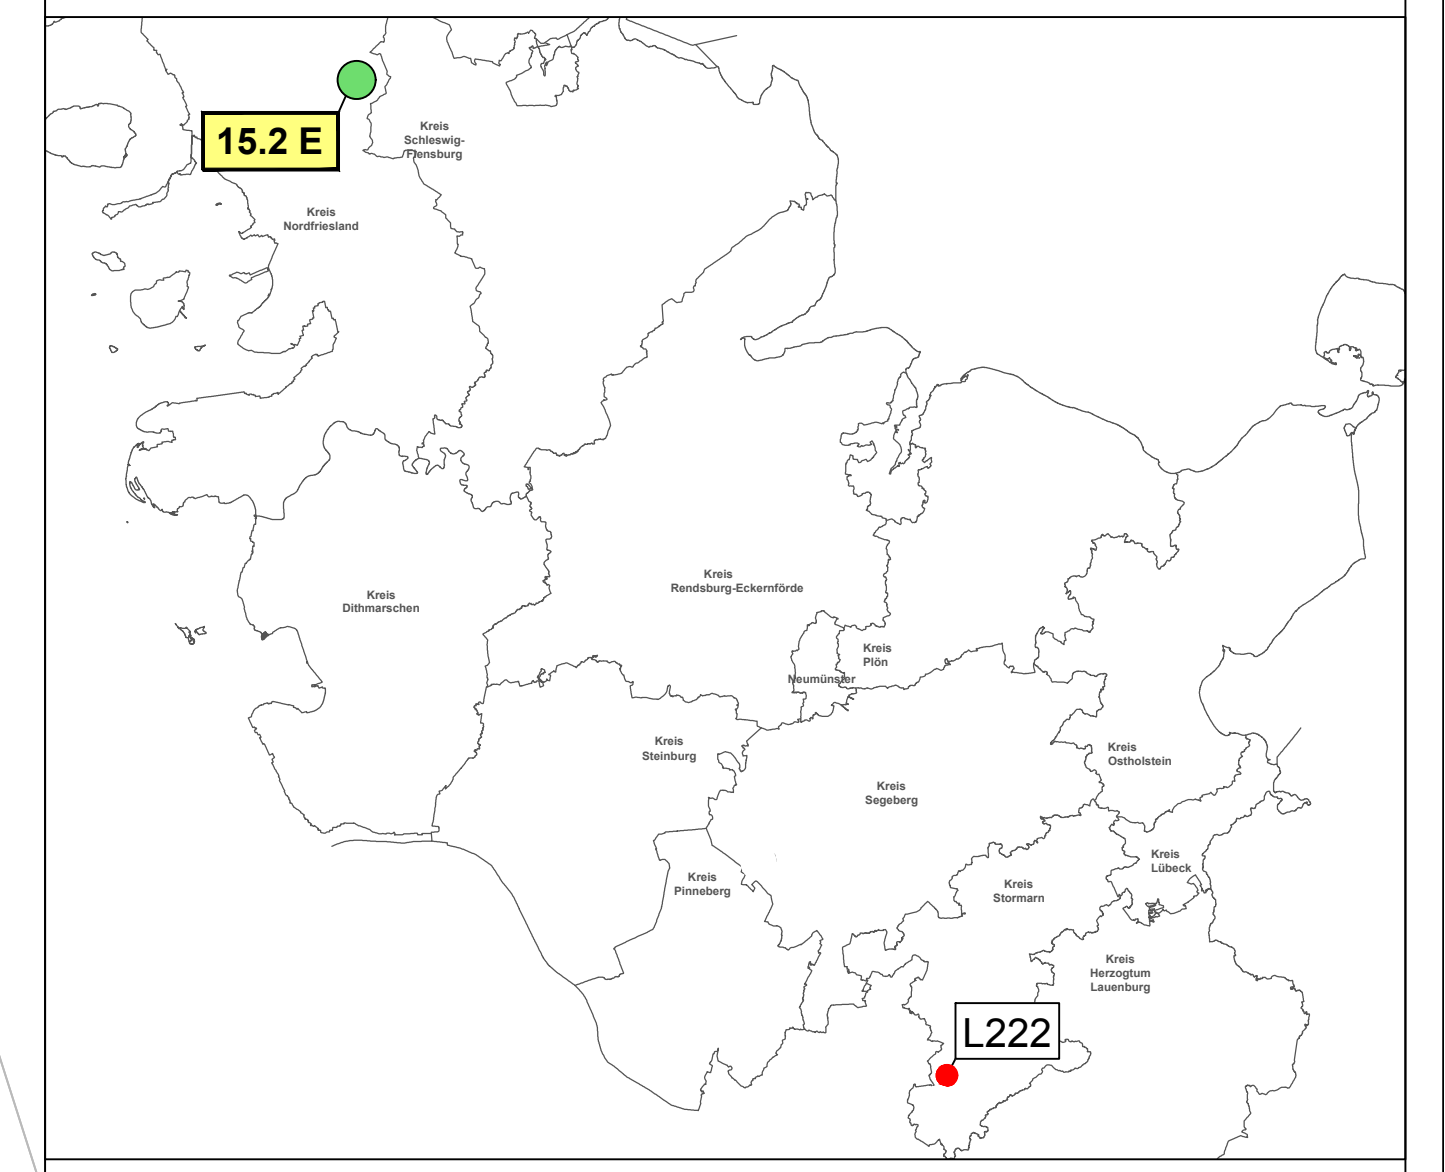 Kreis
Schleswig-
Flensburg
15.2 E
Kreis
Nordfriesland
Kreis
Rendsburg-Eckernförde
Kreis
Dithmarschen
Kreis
Plön
Neumünster
Kreis
Steinburg
Kreis
Ostholstein
Kreis
Segeberg
Kreis
Lübeck
Kreis
Pinneberg
Kreis
Stormarn
Kreis
Herzogtum
Lauenburg
L222